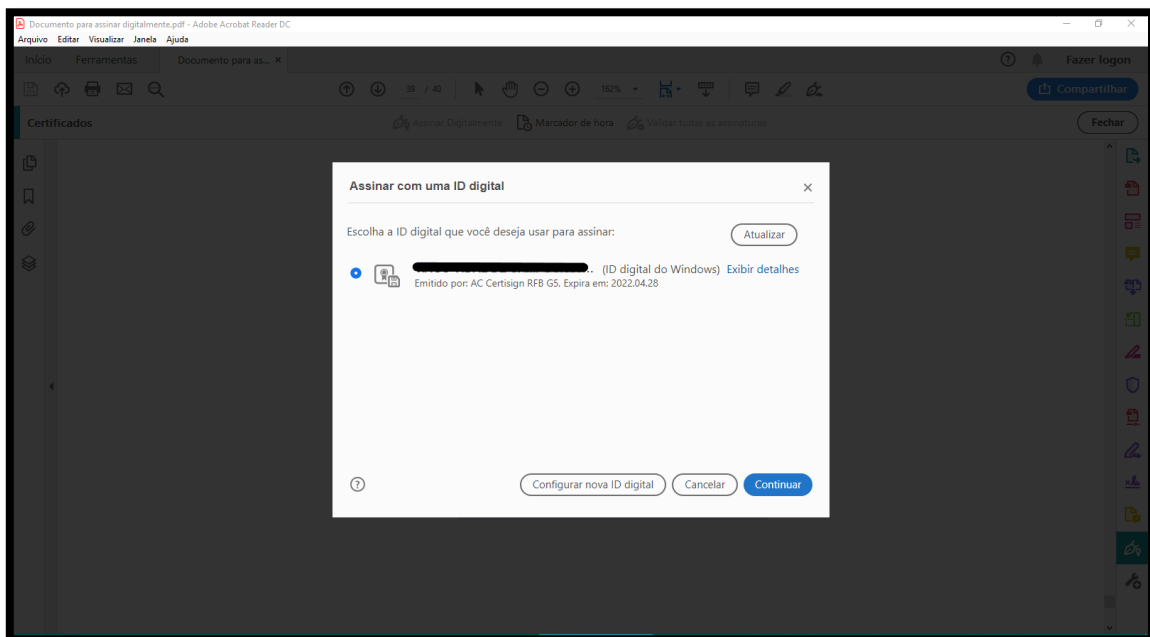 Documento para assinar digitalmente.pdf - Adobe Acrobat Reader DC
Arquivo Editar Visualizar Janela Ajuda
Início Ferramentas Documento para as... × Fazer logon
39 / 40 162% Compartilhar
Certificados Assinar Digitalmente Marcador de hora Validar todas as assinaturas Fechar
Assinar com uma ID digital
Escolha a ID digital que você deseja usar para assinar: Atualizar
.. (ID digital do Windows) Exibir detalhes
Emitido por: AC Certisign RFB G5. Expira em: 2022.04.28
Configurar nova ID digital Cancelar Continuar